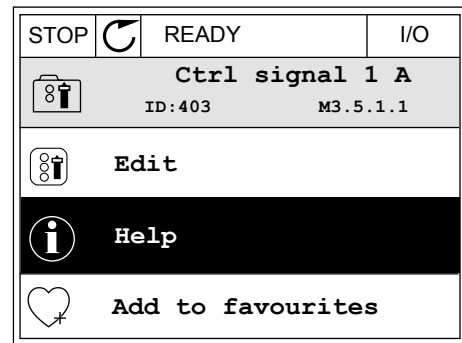 STOP READY I/O
Ctrl signal 1 A
ID:403 M3.5.1.1
Edit
Help
Add to favourites